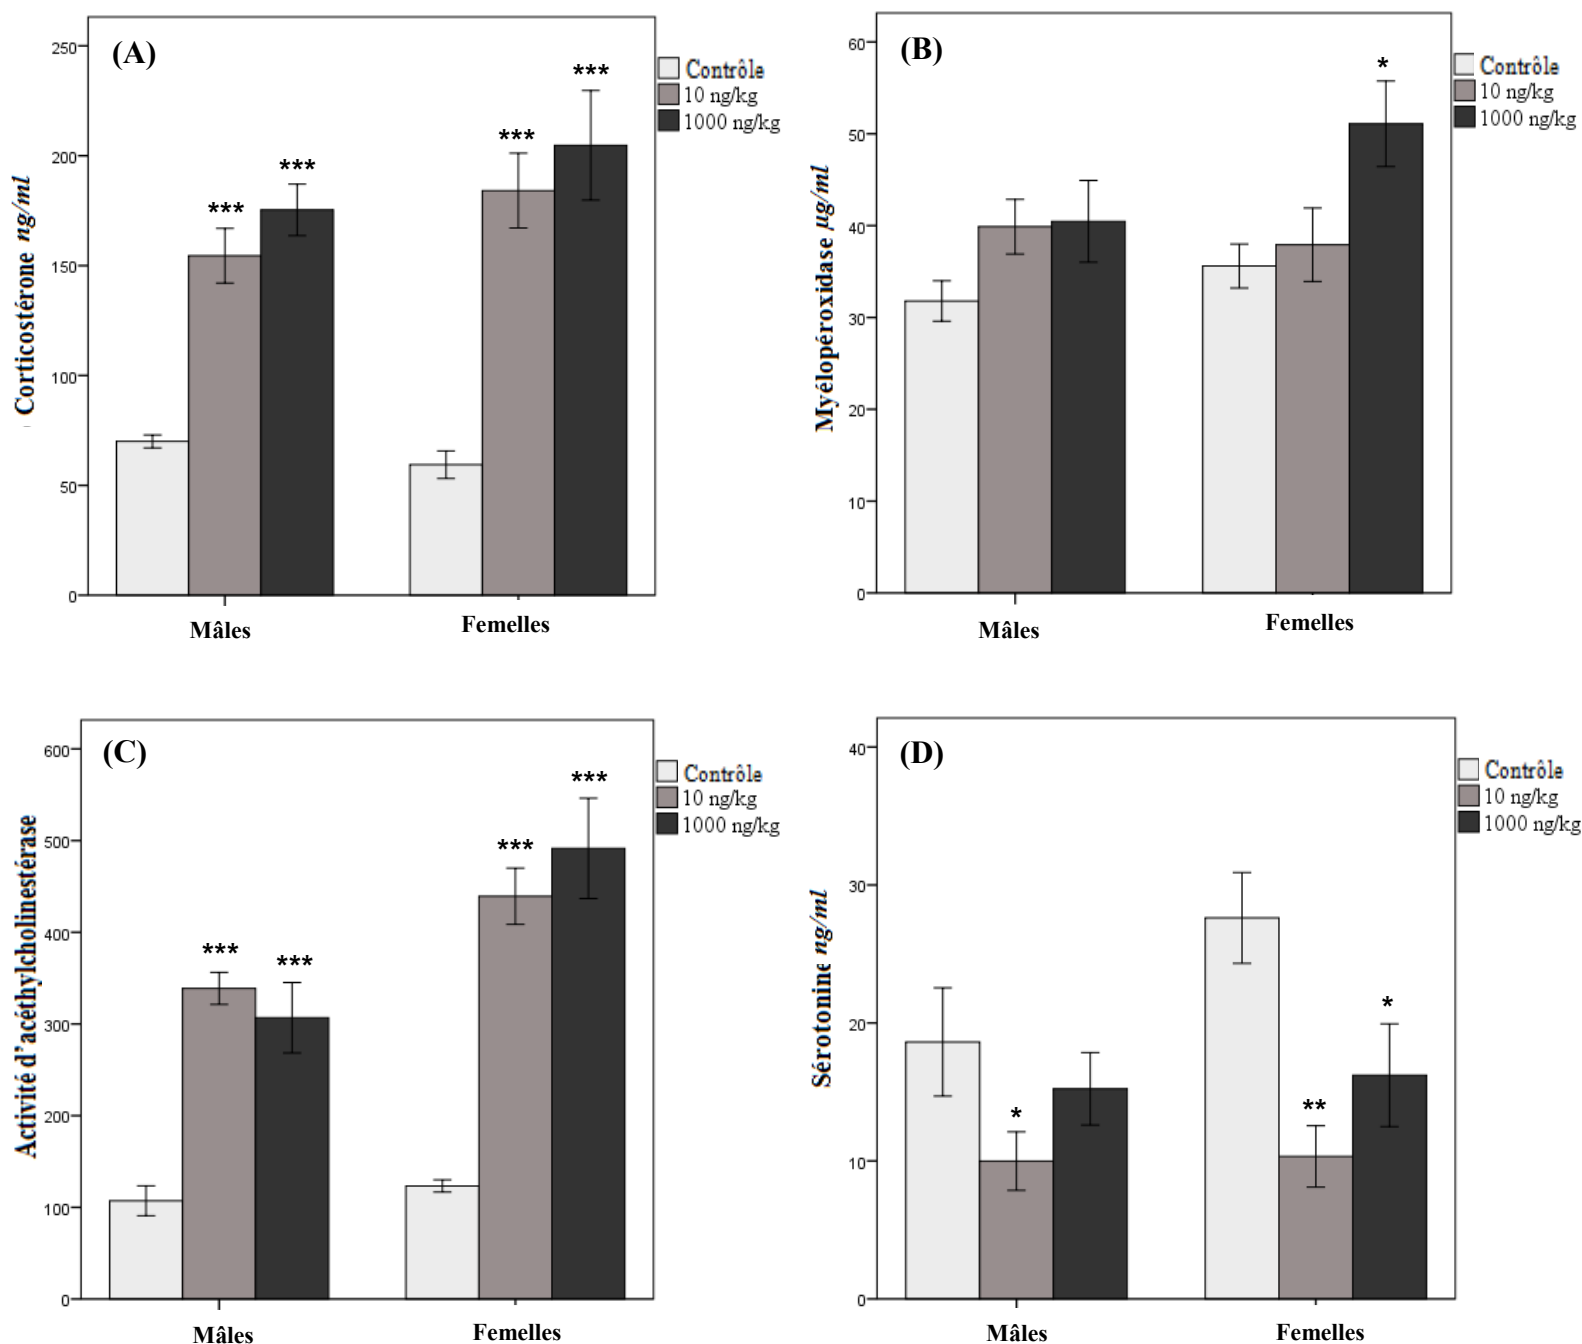 (A)
250
200
150
100
50
0
Corticostérone ng/ml
***
***
***
***
Contrôle
10 ng/kg
1000 ng/kg
Mâles
Femelles
(B)
60
50
40
30
20
10
0
Myélopéroxidase µg/ml
*
Contrôle
10 ng/kg
1000 ng/kg
Mâles
Femelles
(C)
600
500
400
300
200
100
0
Activité d'acéthylcholinestérase
***
***
***
***
Contrôle
10 ng/kg
1000 ng/kg
Mâles
Femelles
(D)
40
30
20
10
0
Sérotonine ng/ml
*
**
*
Contrôle
10 ng/kg
1000 ng/kg
Mâles
Femelles